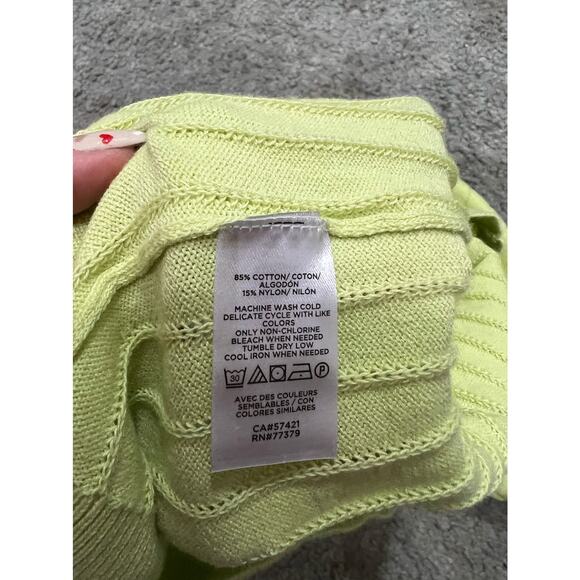 85% COTTON/ COTON/
ALGODÓN
15% NYLON/ NILÓN/
MACHINE WASH COLD
DELICATE CYCLE WITH LIKE
COLORS
ONLY NON-CHLORINE
BLEACH WHEN NEEDED
TUMBLE DRY LOW
COOL IRON WHEN NEEDED
30 P
AVEC DES COULEURS
SEMBLABLES / CON
COLORES SIMILARES
CA#57421
RN#77379